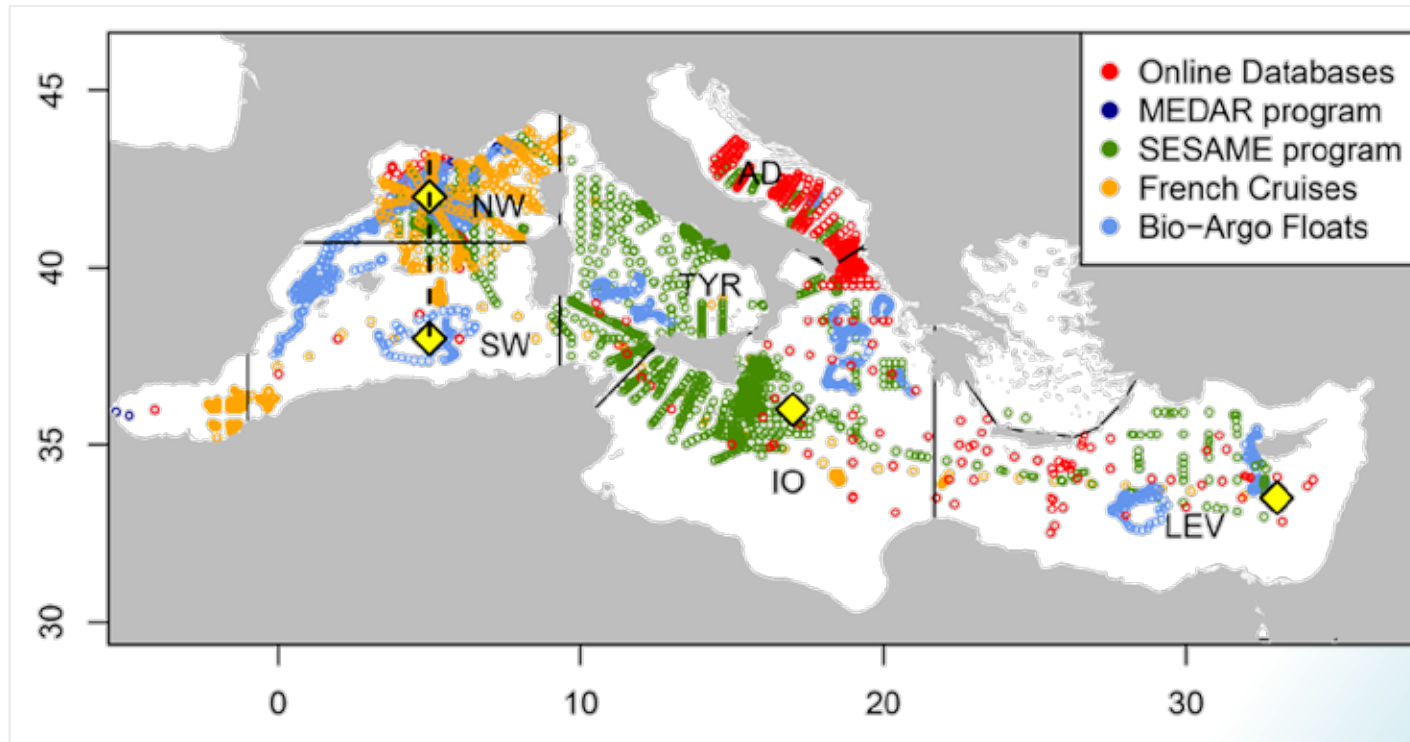 Online Databases
MEDAR program
SESAME program
French Cruises
Bio-Argo Floats
45
40
35
30
AD
NW
TYR
SW
IO
LEV
0 10 20 30